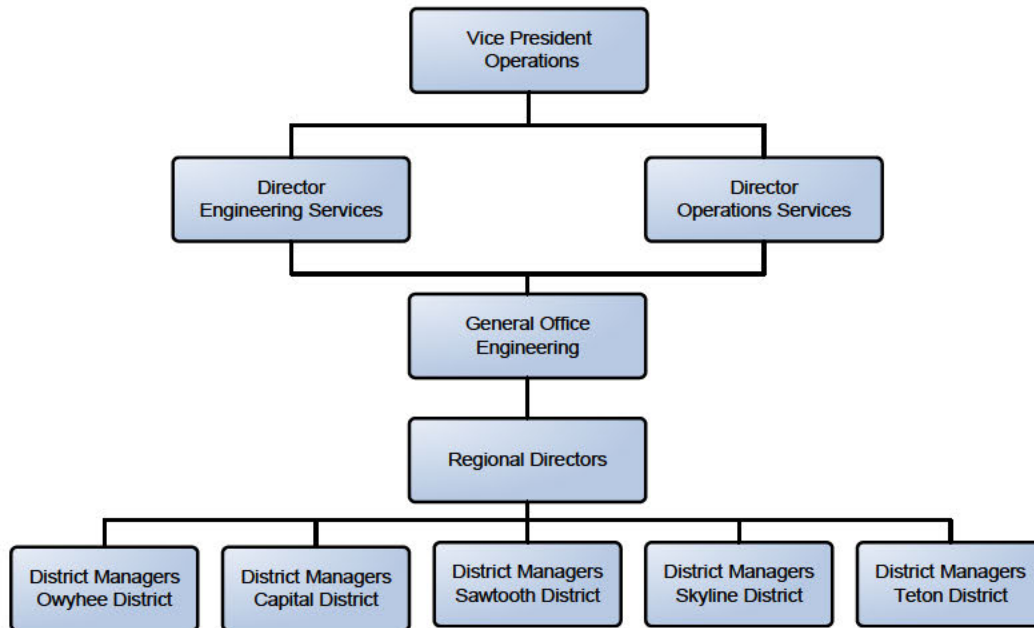 Vice President
Operations
Director
Engineering Services
Director
Operations Services
General Office
Engineering
Regional Directors
District Managers
Owyhee District
District Managers
Capital District
District Managers
Sawtooth District
District Managers
Skyline District
District Managers
Teton District